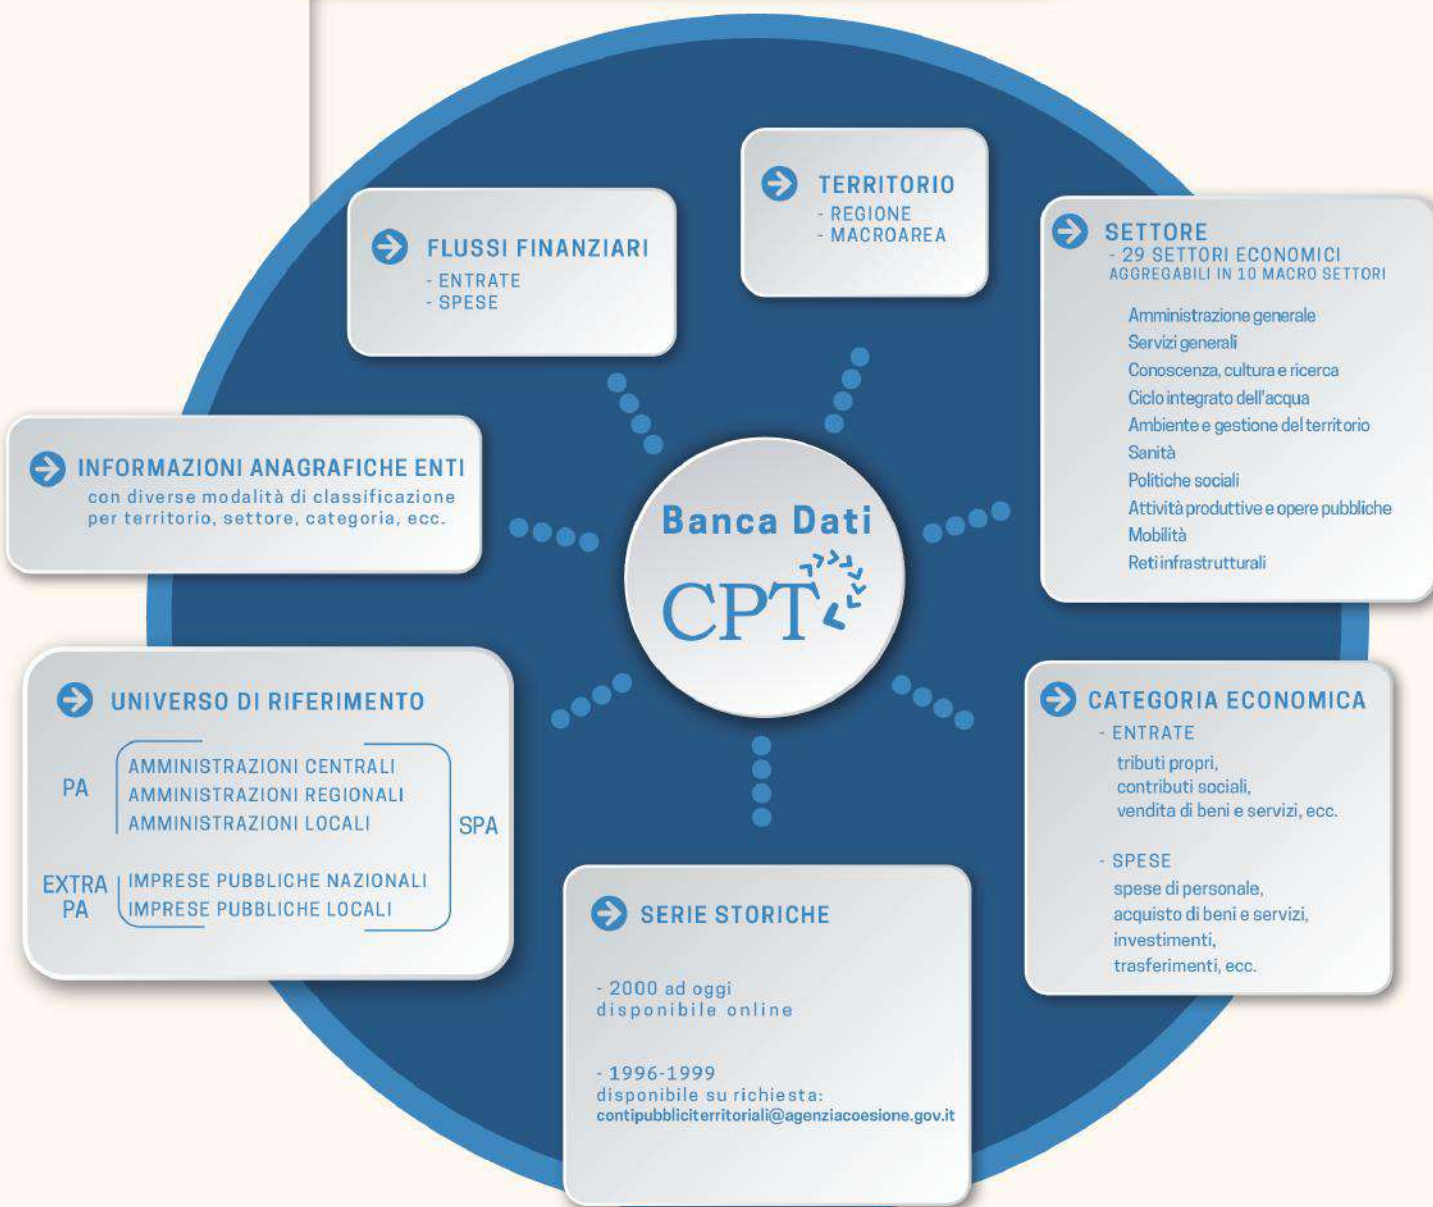 TERRITORIO
- REGIONE
- MACROAREA
FLUSSI FINANZIARI
- ENTRATE
- SPESE
SETTORE
- 29 SETTORI ECONOMICI
AGGREGABILI IN 10 MACRO SETTORI
Amministrazione generale
Servizi generali
Conoscenza, cultura e ricerca
Ciclo integrato dell'acqua
Ambiente e gestione del territorio
Sanità
Politiche sociali
Attività produttive e opere pubbliche
Mobilità
Reti infrastrutturali
INFORMAZIONI ANAGRAFICHE ENTI
con diverse modalità di classificazione
per territorio, settore, categoria, ecc.
Banca Dati
CPT
UNIVERSO DI RIFERIMENTO
PA
AMMINISTRAZIONI CENTRALI
AMMINISTRAZIONI REGIONALI
AMMINISTRAZIONI LOCALI
SPA
EXTRA
PA
IMPRESE PUBBLICHE NAZIONALI
IMPRESE PUBBLICHE LOCALI
CATEGORIA ECONOMICA
- ENTRATE
tributi propri,
contributi sociali,
vendita di beni e servizi, ecc.
- SPESE
spese di personale,
acquisto di beni e servizi,
investimenti,
trasferimenti, ecc.
SERIE STORICHE
- 2000 ad oggi
disponibile online
- 1996-1999
disponibile su richiesta:
contipubbliciterritoriali@agenziacoesione.gov.it